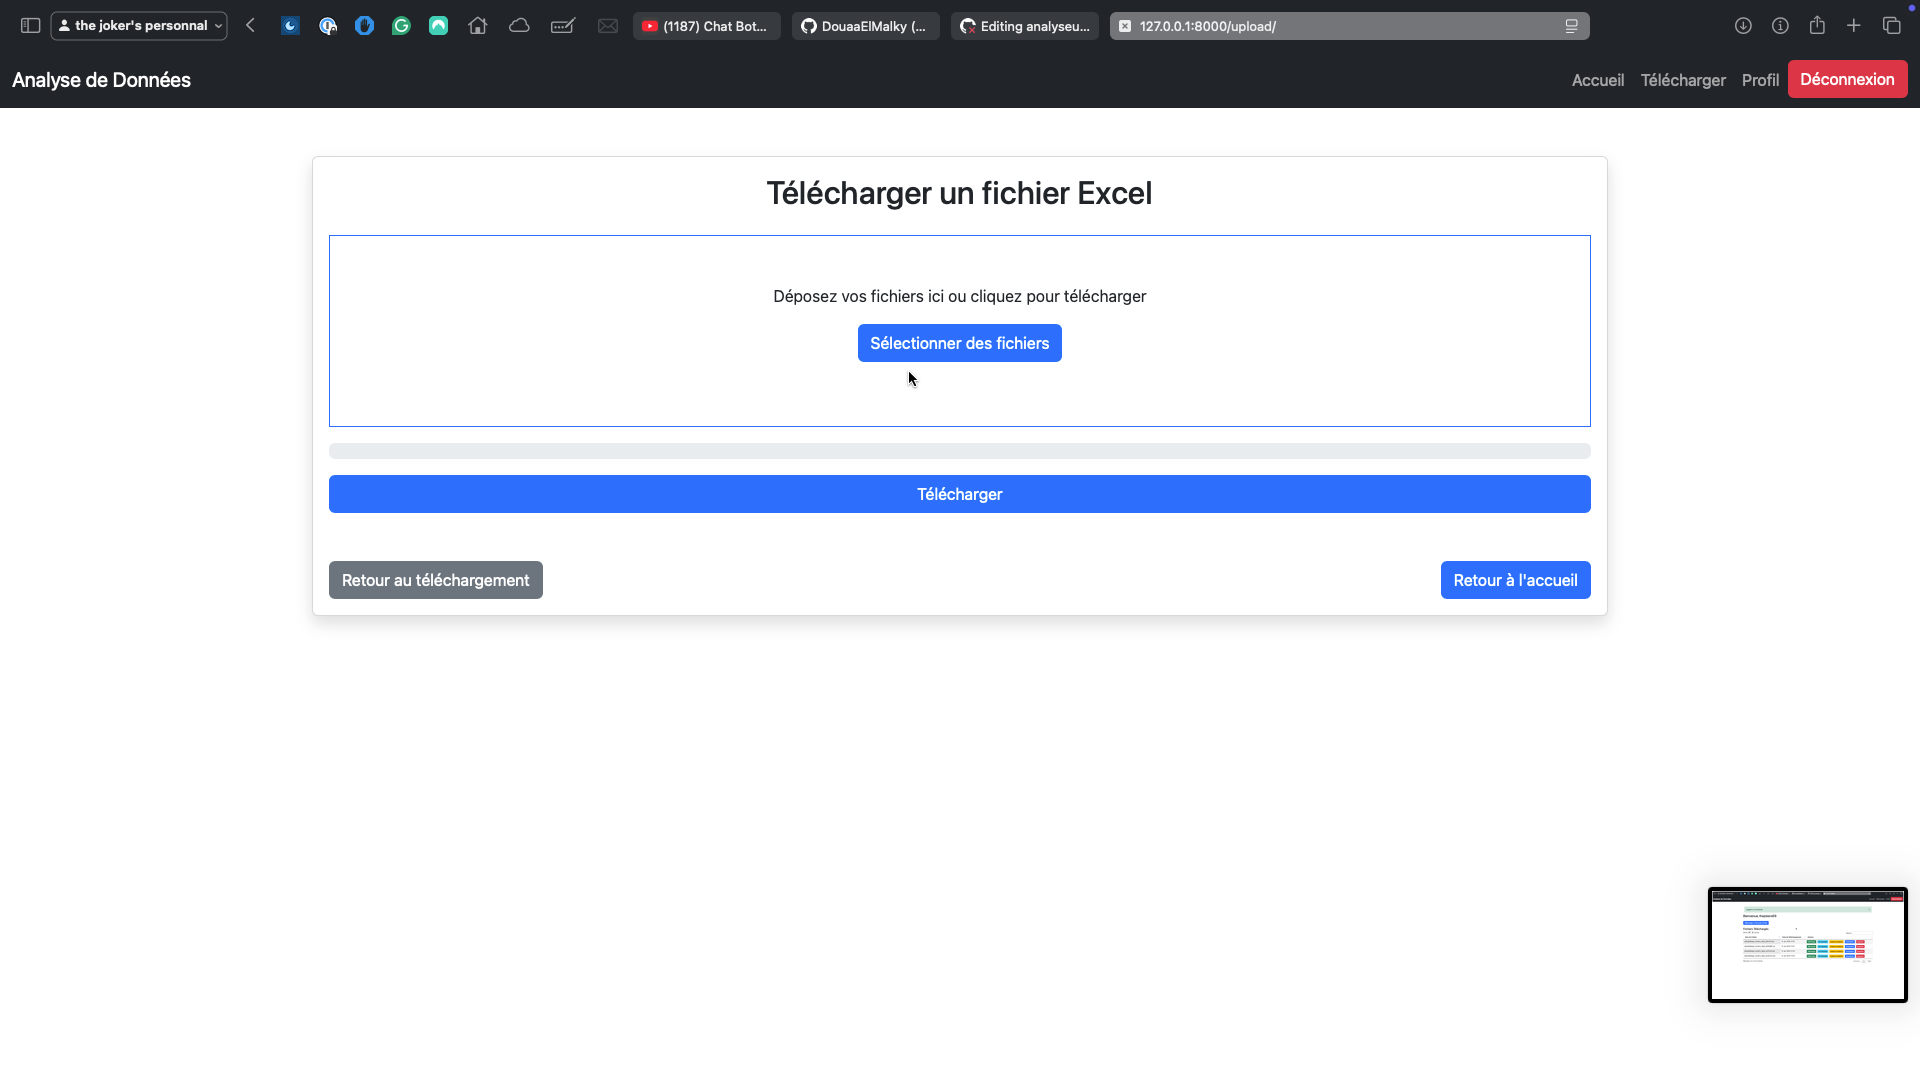 the joker's personnal
(1187) Chat Bot...
DouaaElMalky (...
Editing analyseu...
127.0.0.1:8000/upload/
Analyse de Données
Accueil
Télécharger
Profil
Déconnexion
Télécharger un fichier Excel
Déposez vos fichiers ici ou cliquez pour télécharger
Sélectionner des fichiers
Télécharger
Retour au téléchargement
Retour à l'accueil